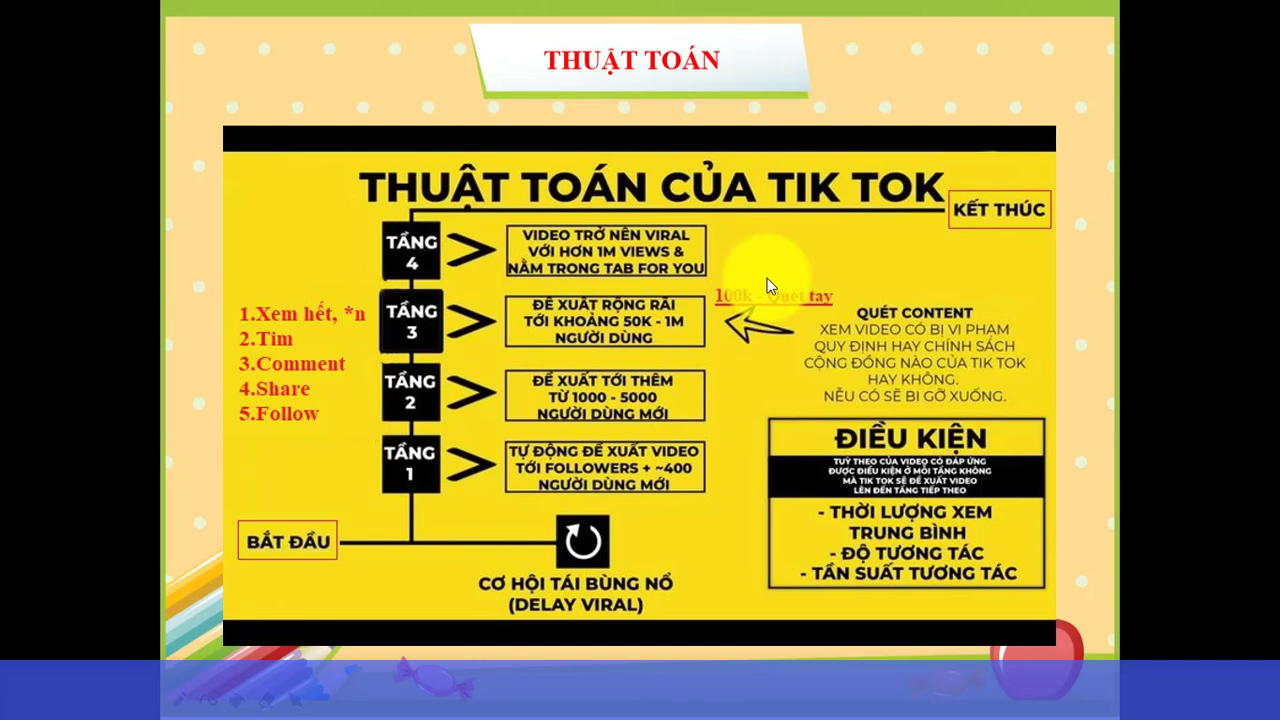 THUẬT TOÁN
THUẬT TOÁN CỦA TIK TOK
KẾT THÚC
TẦNG
4
VIDEO TRỞ NÊN VIRAL
VỚI HƠN 1M VIEWS &
NẰM TRONG TAB FOR YOU
TẦNG
3
ĐỀ XUẤT RỘNG RÃI
TỚI KHOẢNG 50K - 1M
NGƯỜI DÙNG
100k - Quét tay
QUÉT CONTENT
XEM VIDEO CÓ BỊ VI PHẠM
QUY ĐỊNH HAY CHÍNH SÁCH
CỘNG ĐỒNG NÀO CỦA TIK TOK
HAY KHÔNG.
NẾU CÓ SẼ BỊ GỠ XUỐNG.
1.Xem hết, *n
2.Tim
3.Comment
4.Share
5.Follow
TẦNG
2
ĐỀ XUẤT TỚI THÊM
TỪ 1000 - 5000
NGƯỜI DÙNG MỚI
TẦNG
1
TỰ ĐỘNG ĐỀ XUẤT VIDEO
TỚI FOLLOWERS + ~400
NGƯỜI DÙNG MỚI
ĐIỀU KIỆN
TUỲ THEO CỦA VIDEO CÓ ĐÁP ỨNG
ĐƯỢC ĐIỀU KIỆN Ở MỖI TẦNG KHÔNG
MÀ TIK TOK SẼ ĐỀ XUẤT VIDEO
LÊN ĐẾN TẦNG TIẾP THEO
- THỜI LƯỢNG XEM
TRUNG BÌNH
- ĐỘ TƯƠNG TÁC
- TẦN SUẤT TƯƠNG TÁC
BẮT ĐẦU
CƠ HỘI TÁI BÙNG NỔ
(DELAY VIRAL)